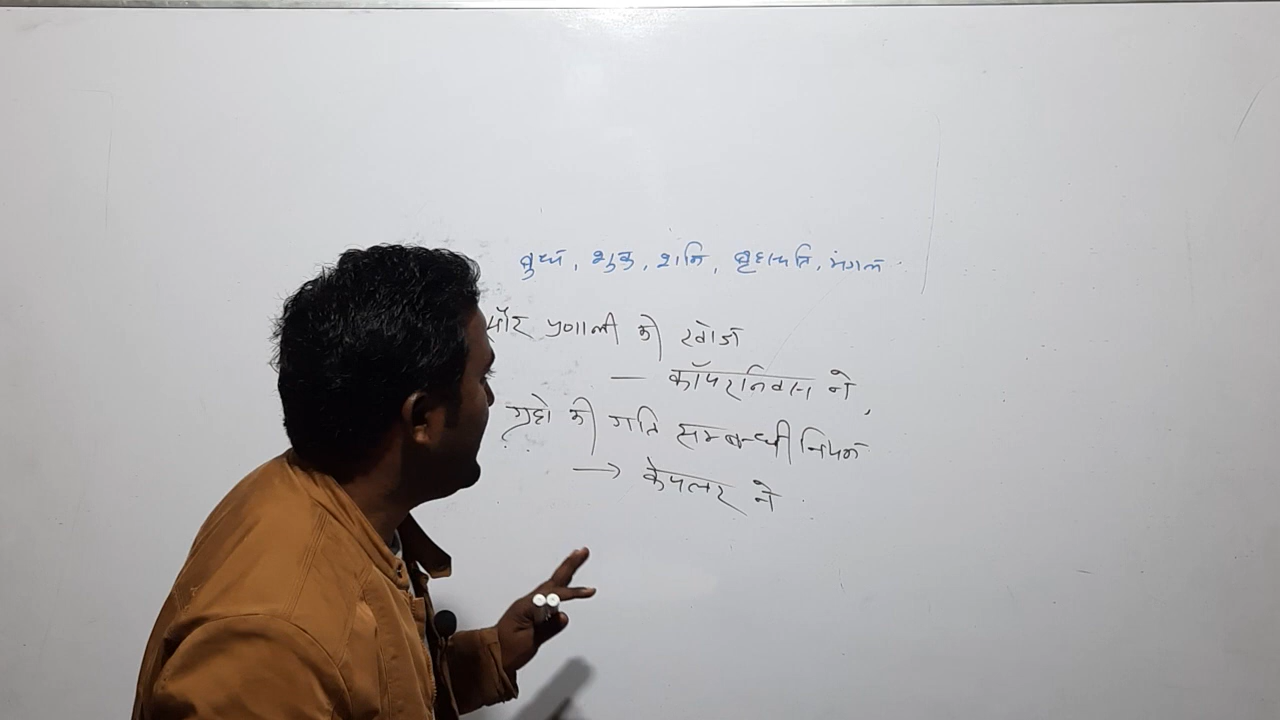 बुध, शुक्र, शनि, बृहस्पति, मंगल
सौर प्रणाली की खोज
— कॉपरनिकस ने,
ग्रहो की गति सम्बन्धी नियम
→ केपलर ने